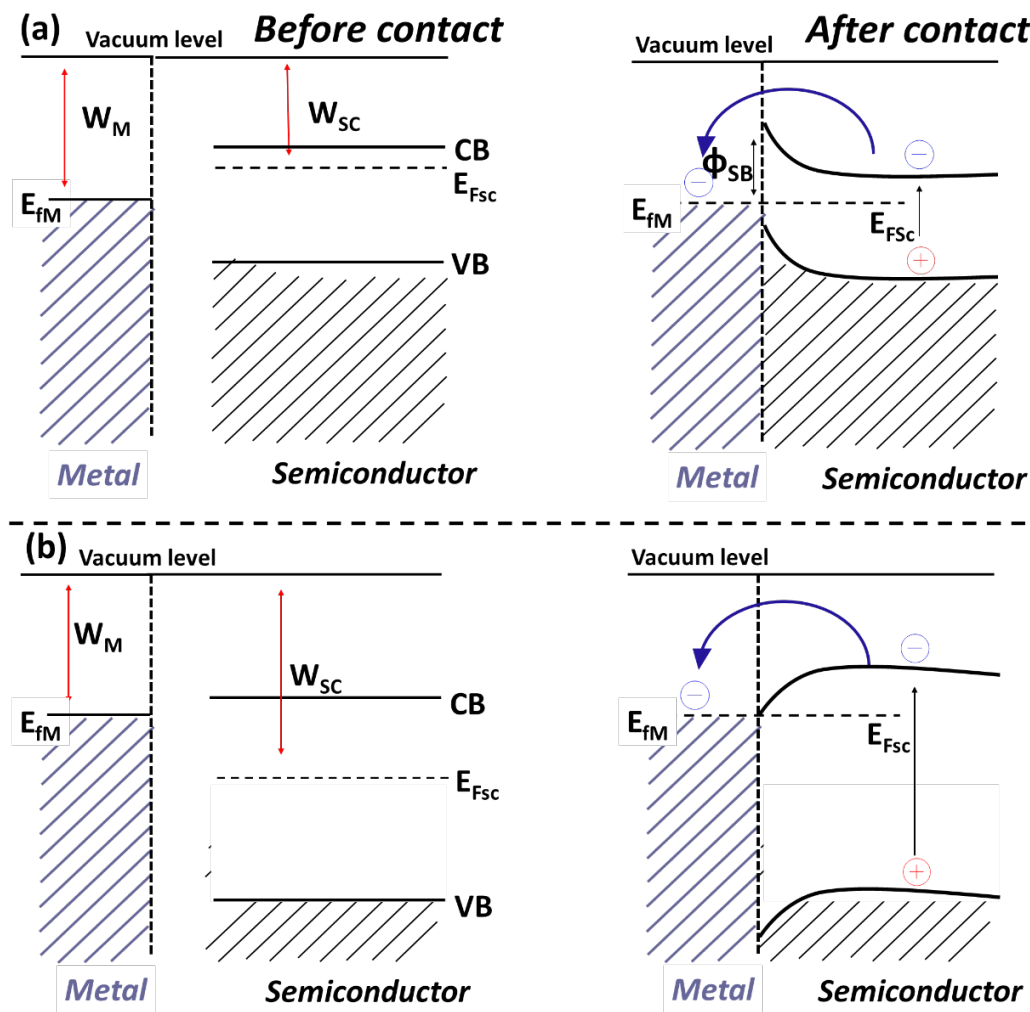 (a)
Before contact
After contact
Vacuum level
Vacuum level
W_M
W_SC
CB
E_Fsc
E_fM
VB
Metal
Semiconductor
−
−
Φ_SB
E_fM
E_FSc
+
Metal
Semiconductor
(b)
Vacuum level
Vacuum level
W_M
W_SC
CB
E_fM
E_Fsc
VB
Metal
Semiconductor
−
−
E_fM
E_Fsc
+
Metal
Semiconductor